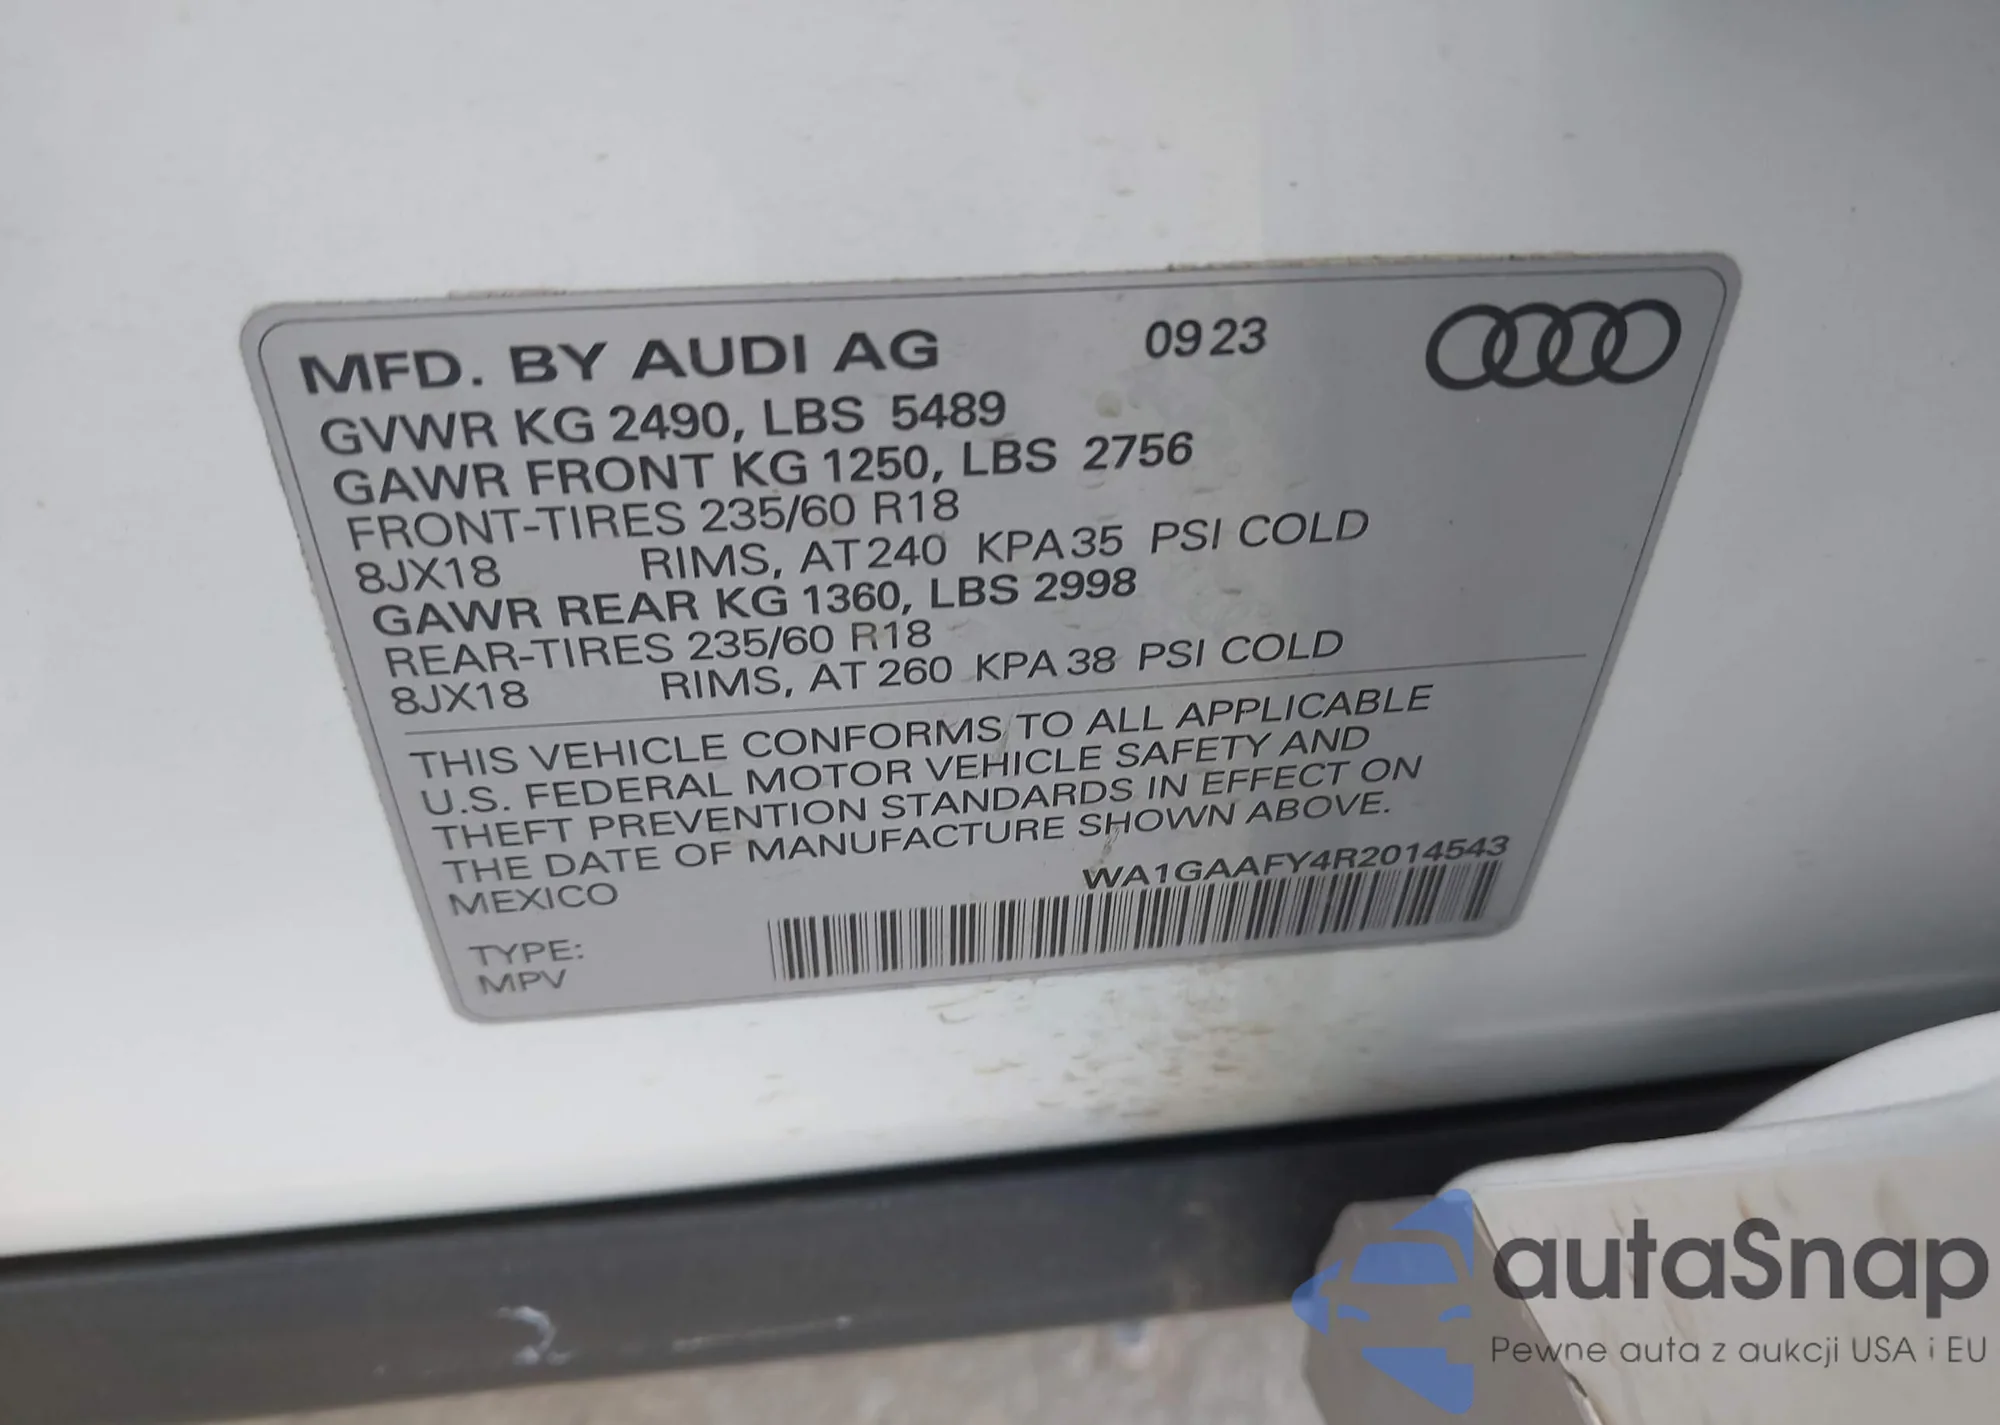 MFD. BY AUDI AG 09 23
GVWR KG 2490, LBS 5489
GAWR FRONT KG 1250, LBS 2756
FRONT-TIRES 235/60 R18
8JX18 RIMS, AT 240 KPA 35 PSI COLD
GAWR REAR KG 1360, LBS 2998
REAR-TIRES 235/60 R18
8JX18 RIMS, AT 260 KPA 38 PSI COLD
THIS VEHICLE CONFORMS TO ALL APPLICABLE
U.S. FEDERAL MOTOR VEHICLE SAFETY AND
THEFT PREVENTION STANDARDS IN EFFECT ON
THE DATE OF MANUFACTURE SHOWN ABOVE.
MEXICO
WA1GAAFY4R2014543
TYPE:
MPV
autaSnap
Pewne auta z aukcji USA i EU